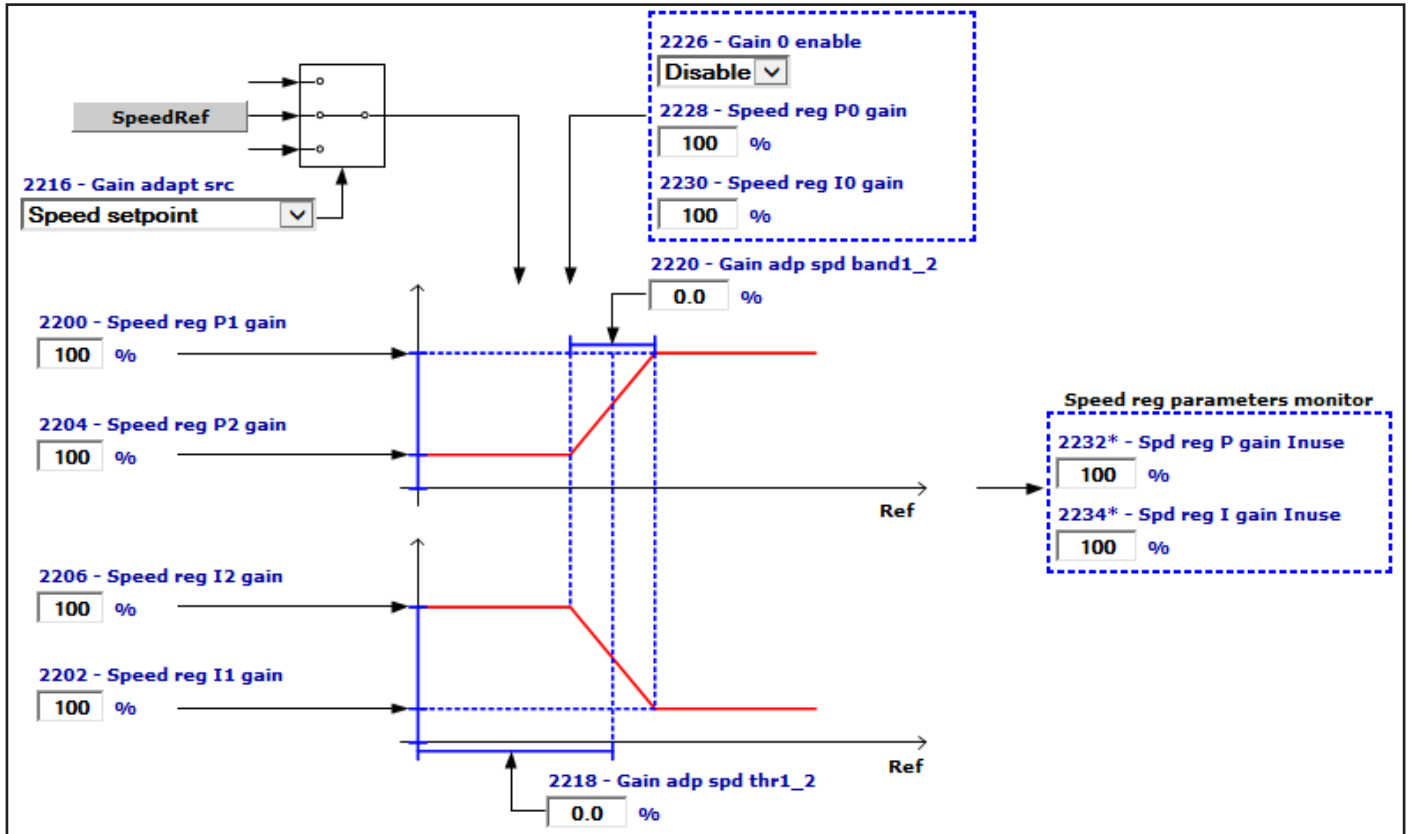 2226 - Gain 0 enable
Disable
SpeedRef
2228 - Speed reg P0 gain
100 %
2216 - Gain adapt src
Speed setpoint
2230 - Speed reg I0 gain
100 %
2220 - Gain adp spd band1_2
0.0 %
2200 - Speed reg P1 gain
100 %
2204 - Speed reg P2 gain
100 %
Ref
Speed reg parameters monitor
2232* - Spd reg P gain Inuse
100 %
2234* - Spd reg I gain Inuse
100 %
2206 - Speed reg I2 gain
100 %
2202 - Speed reg I1 gain
100 %
Ref
2218 - Gain adp spd thr1_2
0.0 %